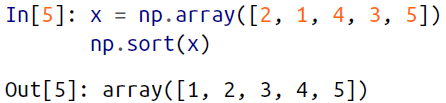 In[5]: x = np.array([2, 1, 4, 3, 5])
np.sort(x)
Out[5]: array([1, 2, 3, 4, 5])